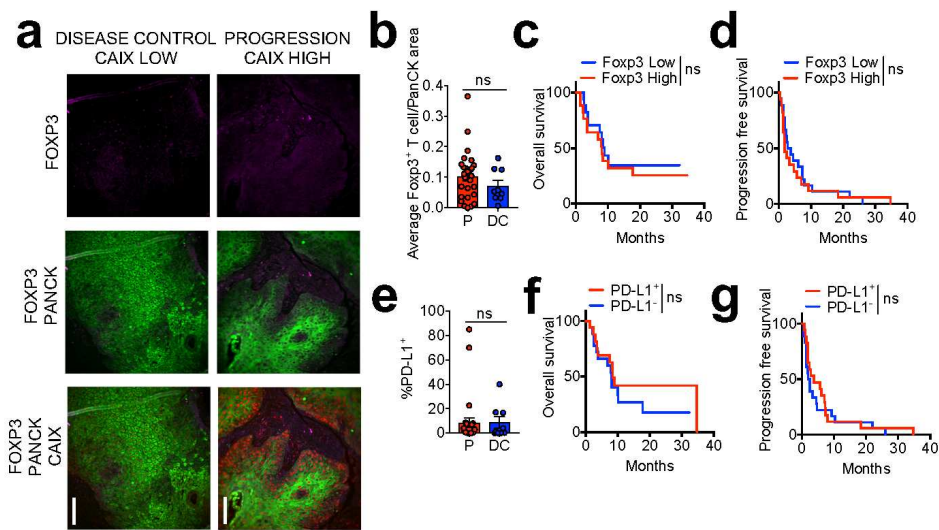 a
DISEASE CONTROL
CAIX LOW
PROGRESSION
CAIX HIGH
FOXP3
FOXP3
PANCK
FOXP3
PANCK
CAIX
b
ns
Average Foxp3+ T cell/PanCK area
0.4
0.3
0.2
0.1
0.0
P DC
c
Foxp3 Low
Foxp3 High
ns
Overall survival
100
50
0
0 10 20 30 40
Months
d
Foxp3 Low
Foxp3 High
ns
Progression free survival
100
50
0
0 10 20 30 40
Months
e
ns
%PD-L1+
100
80
60
40
20
0
P DC
f
PD-L1+
PD-L1-
ns
Overall survival
100
50
0
0 10 20 30 40
Months
g
PD-L1+
PD-L1-
ns
Progression free survival
100
50
0
0 10 20 30 40
Months